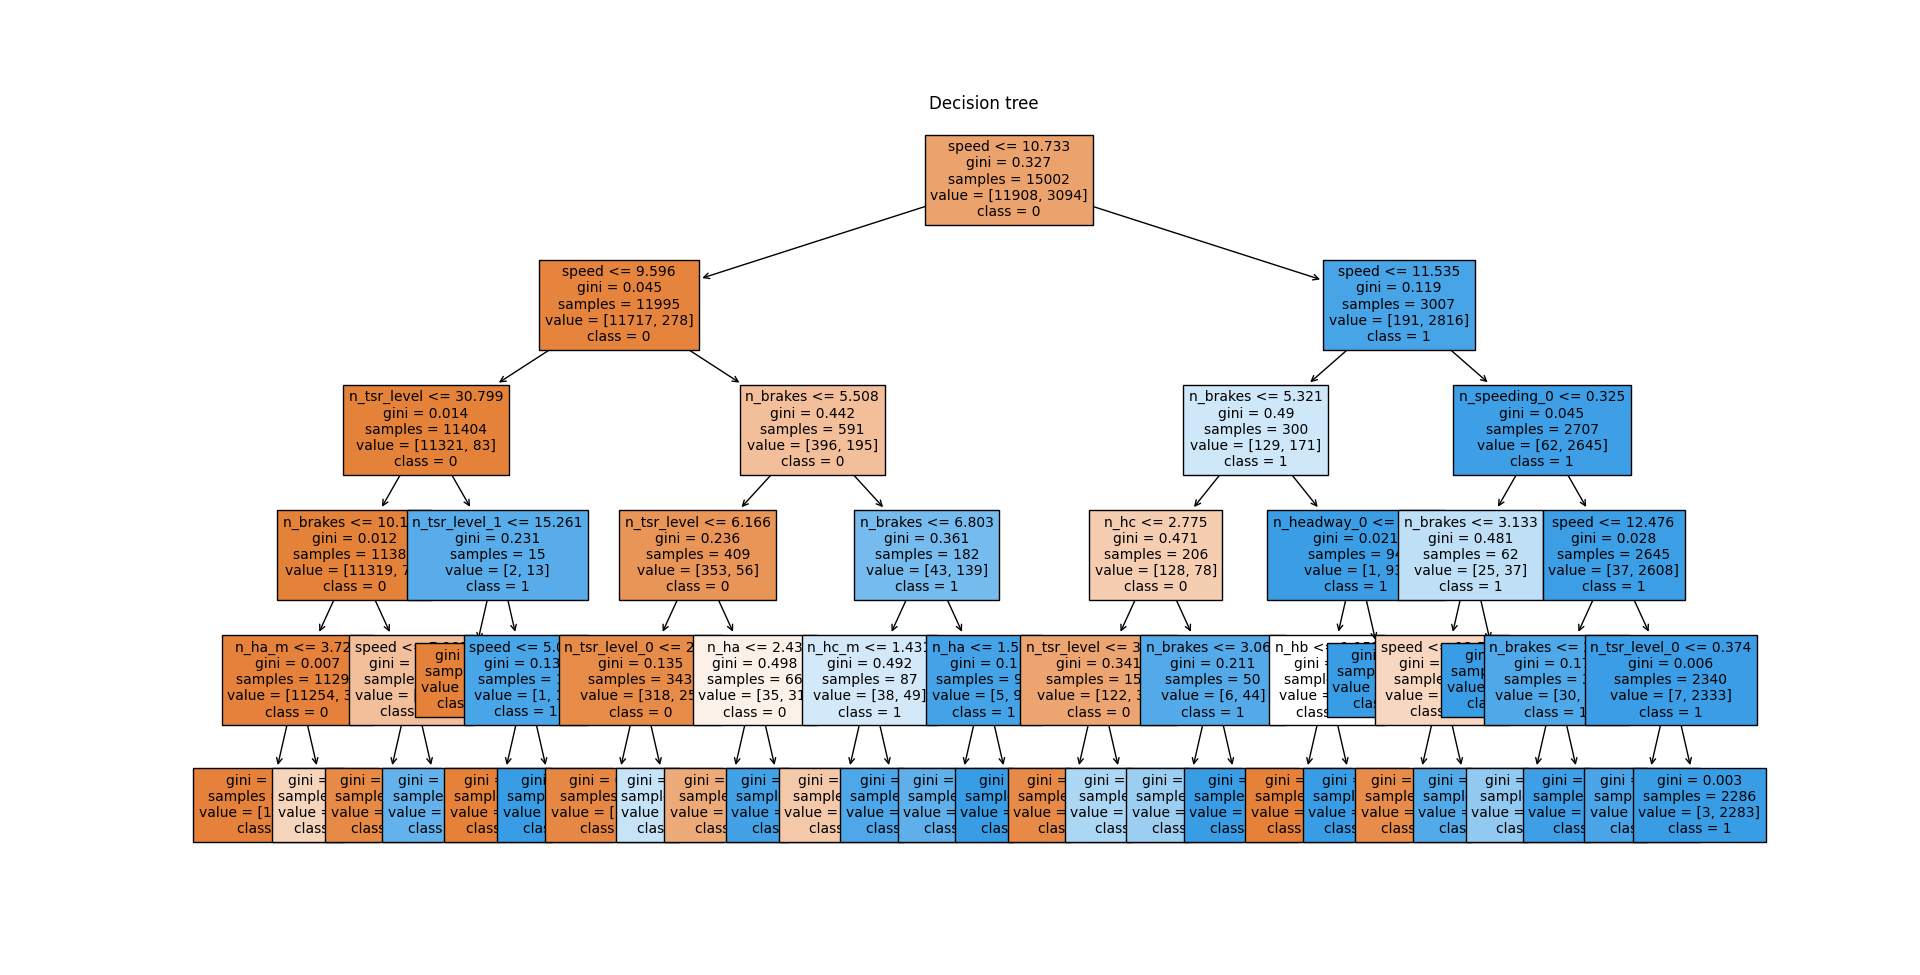 Decision tree
speed <= 10.733
gini = 0.327
samples = 15002
value = [11908, 3094]
class = 0
speed <= 9.596
gini = 0.045
samples = 11995
value = [11717, 278]
class = 0
speed <= 11.535
gini = 0.119
samples = 3007
value = [191, 2816]
class = 1
n_tsr_level <= 30.799
gini = 0.014
samples = 11404
value = [11321, 83]
class = 0
n_brakes <= 5.508
gini = 0.442
samples = 591
value = [396, 195]
class = 0
n_brakes <= 5.321
gini = 0.49
samples = 300
value = [129, 171]
class = 1
n_speeding_0 <= 0.325
gini = 0.045
samples = 2707
value = [62, 2645]
class = 1
n_brakes <= 10.1
gini = 0.012
samples = 1138
value = [11319, 7
class = 0
n_tsr_level_1 <= 15.261
gini = 0.231
samples = 15
value = [2, 13]
class = 1
n_tsr_level <= 6.166
gini = 0.236
samples = 409
value = [353, 56]
class = 0
n_brakes <= 6.803
gini = 0.361
samples = 182
value = [43, 139]
class = 1
n_hc <= 2.775
gini = 0.471
samples = 206
value = [128, 78]
class = 0
n_headway_0 <=
gini = 0.021
samples = 94
value = [1, 93
class = 1
n_brakes <= 3.133
gini = 0.481
samples = 62
value = [25, 37]
class = 1
speed <= 12.476
gini = 0.028
samples = 2645
value = [37, 2608]
class = 1
n_ha_m <= 3.72
gini = 0.007
samples = 1129
value = [11254, 3
class = 0
speed <=
gini =
sample
value =
class
gini
samp
value
clas
speed <= 5.0
gini = 0.13
samples =
value = [1,
class = 1
n_tsr_level_0 <= 2
gini = 0.135
samples = 343
value = [318, 25
class = 0
n_ha <= 2.43
gini = 0.498
samples = 66
value = [35, 31
class = 0
n_hc_m <= 1.431
gini = 0.492
samples = 87
value = [38, 49]
class = 1
n_ha <= 1.5
gini = 0.1
samples = 9
value = [5, 9
class = 1
n_tsr_level <= 3
gini = 0.341
samples = 15
value = [122, 3
class = 0
n_brakes <= 3.06
gini = 0.211
samples = 50
value = [6, 44]
class = 1
n_hb <
gini
sampl
value =
class
gini
samp
value
clas
speed <=
gini =
sample
value =
class
gin
samp
value
cla
n_brakes <=
gini = 0.17
samples = 3
value = [30,
class = 1
n_tsr_level_0 <= 0.374
gini = 0.006
samples = 2340
value = [7, 2333]
class = 1
gini =
samples
value = [1
class
gini =
sample
value =
class
gini =
sample
value =
class
gini =
sample
value =
class
gini =
sampl
value =
class
gini
samp
value =
class
gini =
samples
value = [
class
gini =
sampl
value =
class
gini =
sample
value =
class
gini =
sampl
value =
class
gini =
sample
value =
class
gini =
sample
value =
class
gini =
sample
value =
class
gini
sampl
value =
class
gini =
sample
value =
class
gini =
sample
value =
class
gini =
sample
value =
class
gini =
sample
value =
class
gini =
sample
value =
class
gini =
sample
value =
class
gini =
sample
value =
class
gini =
sample
value =
class
gini =
sample
value =
class
gini =
sample
value =
class
gini
samp
value =
clas
gini = 0.003
samples = 2286
value = [3, 2283]
class = 1